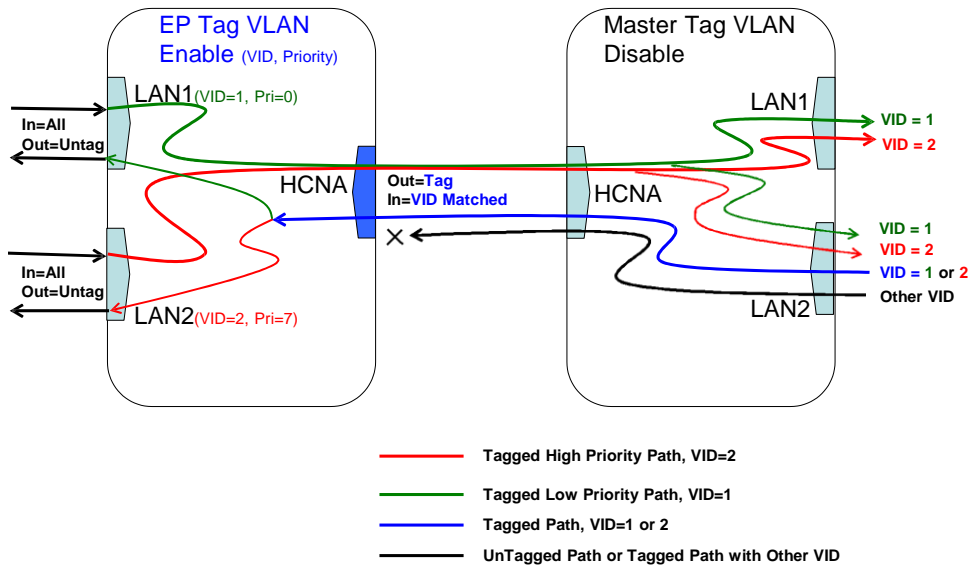 EP Tag VLAN
Enable (VID, Priority)
LAN1(VID=1, Pri=0)
In=All
Out=Untag
HCNA
Out=Tag
In=VID Matched
In=All
Out=Untag
LAN2(VID=2, Pri=7)
Master Tag VLAN
Disable
LAN1
VID = 1
VID = 2
HCNA
VID = 1
VID = 2
VID = 1 or 2
Other VID
LAN2
Tagged High Priority Path, VID=2
Tagged Low Priority Path, VID=1
Tagged Path, VID=1 or 2
UnTagged Path or Tagged Path with Other VID